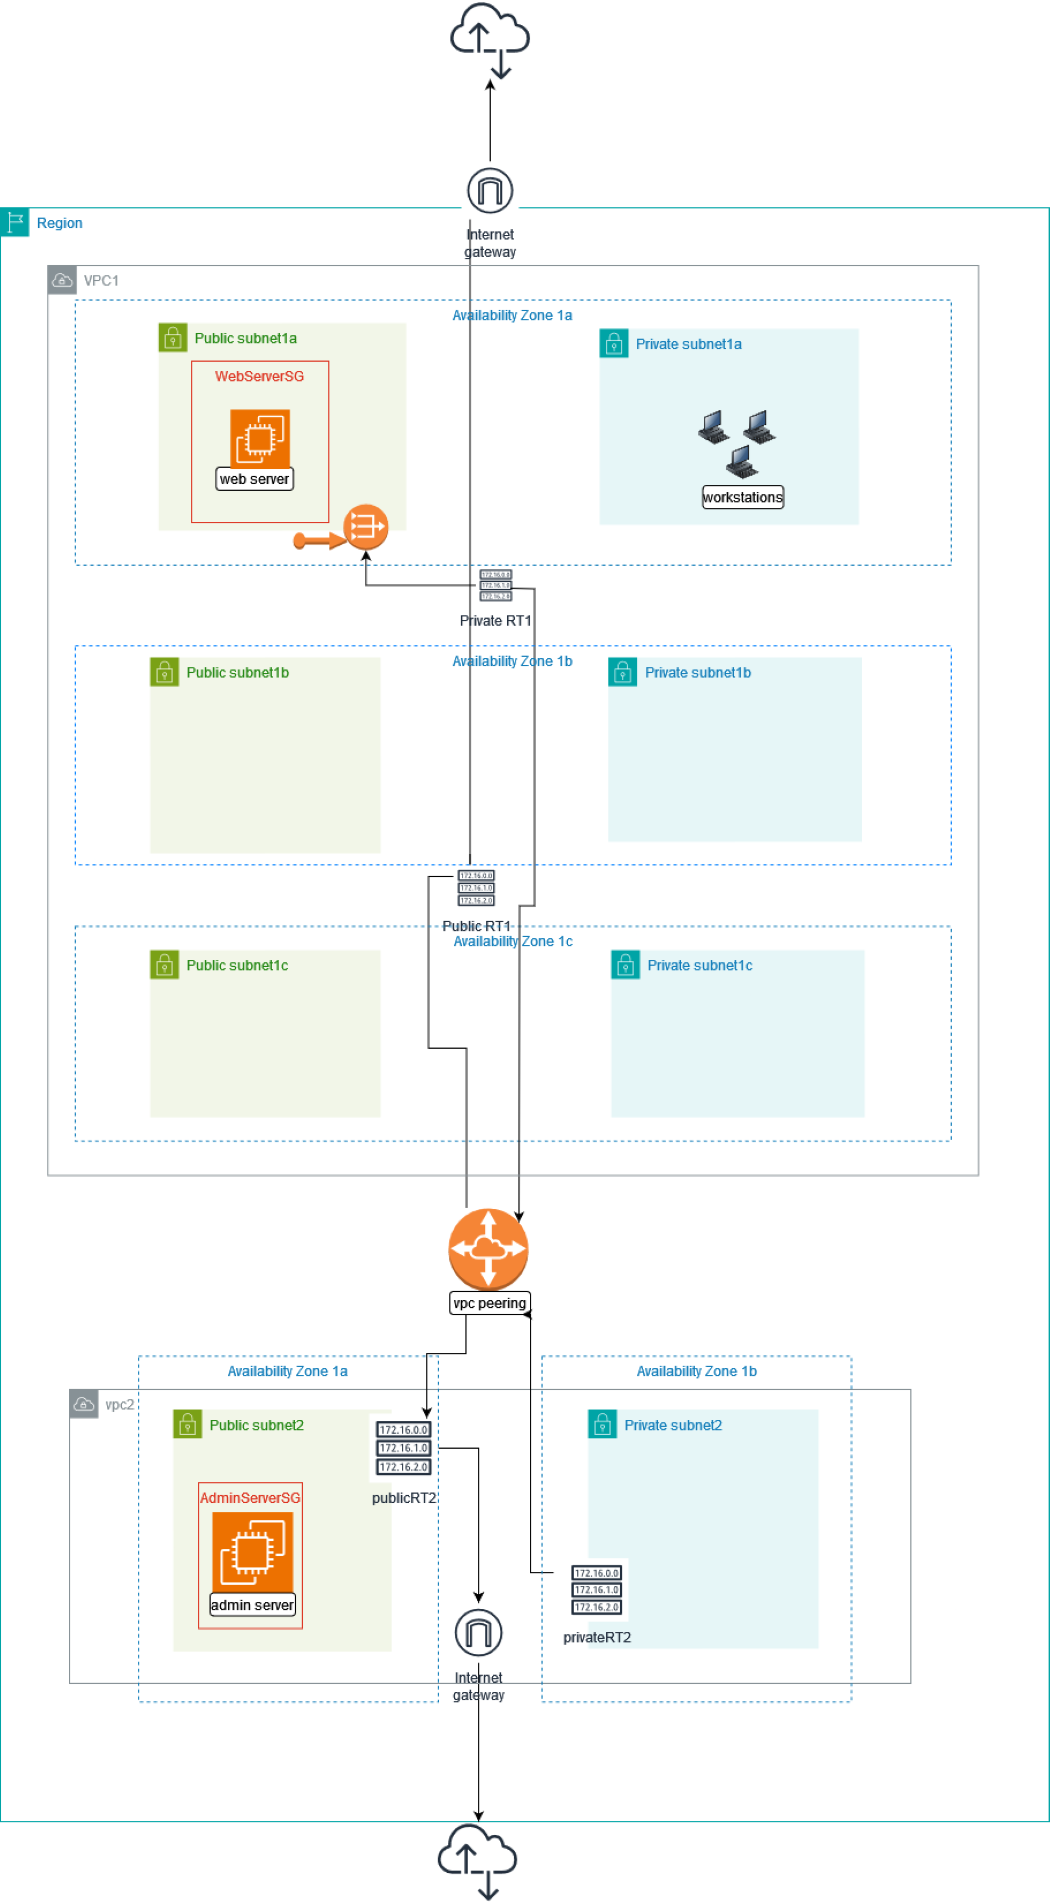 Internet
gateway
Region
VPC1
Availability Zone 1a
Public subnet1a
Private subnet1a
WebServerSG
web server
workstations
172.16.0.0
172.16.1.0
172.16.2.0
Private RT1
Availability Zone 1b
Public subnet1b
Private subnet1b
172.16.0.0
172.16.1.0
172.16.2.0
Public RT1
Availability Zone 1c
Public subnet1c
Private subnet1c
vpc peering
Availability Zone 1a
Availability Zone 1b
vpc2
Public subnet2
Private subnet2
172.16.0.0
172.16.1.0
172.16.2.0
publicRT2
AdminServerSG
admin server
172.16.0.0
172.16.1.0
172.16.2.0
privateRT2
Internet
gateway